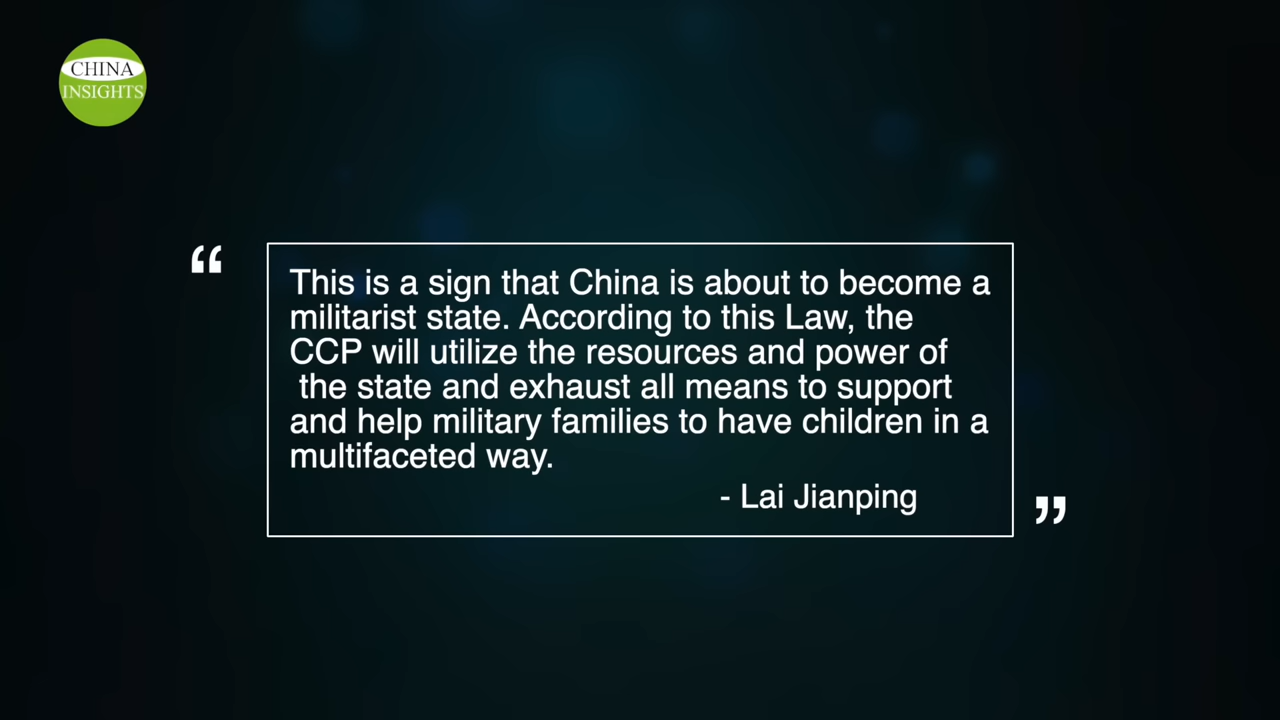 CHINA
INSIGHTS
“
This is a sign that China is about to become a
militarist state. According to this Law, the
CCP will utilize the resources and power of
the state and exhaust all means to support
and help military families to have children in a
multifaceted way.
- Lai Jianping
”